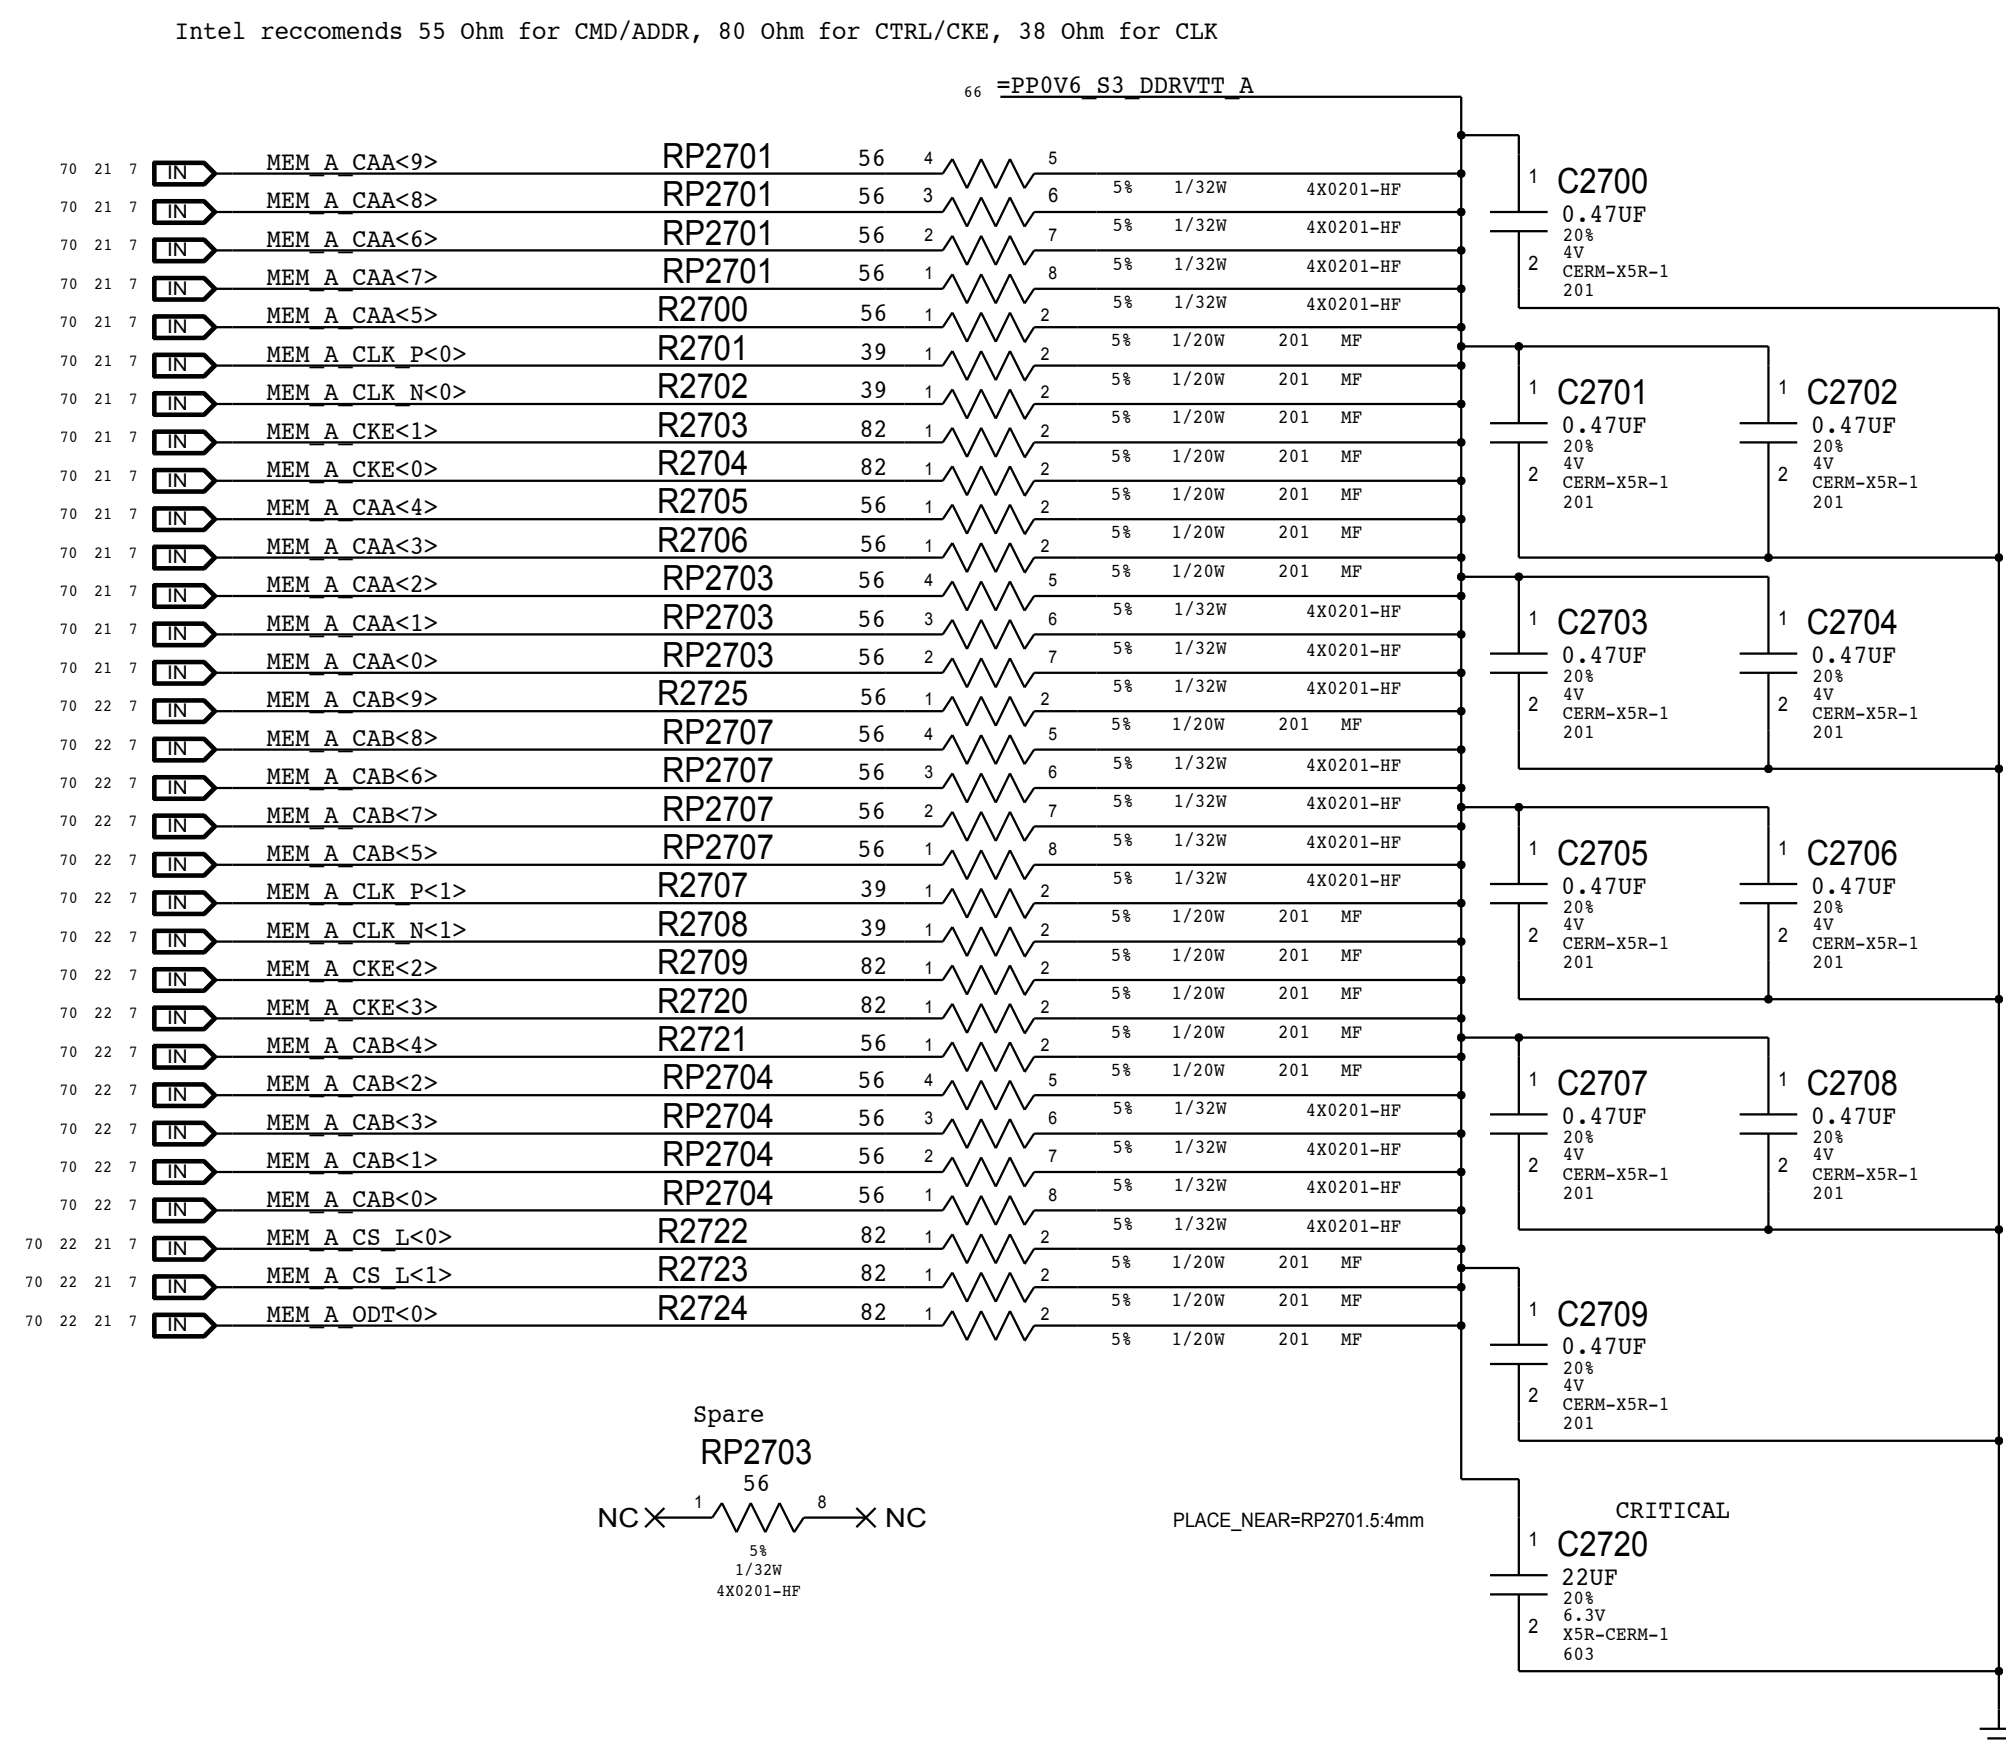 Intel reccomends 55 Ohm for CMD/ADDR, 80 Ohm for CTRL/CKE, 38 Ohm for CLK
66 =PP0V6_S3_DDRVTT_A
70 21 7 IN MEM_A_CAA<9> RP2701 56 4 5 5% 1/32W 4X0201-HF
70 21 7 IN MEM_A_CAA<8> RP2701 56 3 6 5% 1/32W 4X0201-HF
70 21 7 IN MEM_A_CAA<6> RP2701 56 2 7 5% 1/32W 4X0201-HF
70 21 7 IN MEM_A_CAA<7> RP2701 56 1 8 5% 1/32W 4X0201-HF
70 21 7 IN MEM_A_CAA<5> R2700 56 1 2 5% 1/20W 201 MF
70 21 7 IN MEM_A_CLK_P<0> R2701 39 1 2 5% 1/20W 201 MF
70 21 7 IN MEM_A_CLK_N<0> R2702 39 1 2 5% 1/20W 201 MF
70 21 7 IN MEM_A_CKE<1> R2703 82 1 2 5% 1/20W 201 MF
70 21 7 IN MEM_A_CKE<0> R2704 82 1 2 5% 1/20W 201 MF
70 21 7 IN MEM_A_CAA<4> R2705 56 1 2 5% 1/20W 201 MF
70 21 7 IN MEM_A_CAA<3> R2706 56 1 2 5% 1/20W 201 MF
70 21 7 IN MEM_A_CAA<2> RP2703 56 4 5 5% 1/32W 4X0201-HF
70 21 7 IN MEM_A_CAA<1> RP2703 56 3 6 5% 1/32W 4X0201-HF
70 21 7 IN MEM_A_CAA<0> RP2703 56 2 7 5% 1/32W 4X0201-HF
70 22 7 IN MEM_A_CAB<9> R2725 56 1 2 5% 1/20W 201 MF
70 22 7 IN MEM_A_CAB<8> RP2707 56 4 5 5% 1/32W 4X0201-HF
70 22 7 IN MEM_A_CAB<6> RP2707 56 3 6 5% 1/32W 4X0201-HF
70 22 7 IN MEM_A_CAB<7> RP2707 56 2 7 5% 1/32W 4X0201-HF
70 22 7 IN MEM_A_CAB<5> RP2707 56 1 8 5% 1/32W 4X0201-HF
70 22 7 IN MEM_A_CLK_P<1> R2707 39 1 2 5% 1/20W 201 MF
70 22 7 IN MEM_A_CLK_N<1> R2708 39 1 2 5% 1/20W 201 MF
70 22 7 IN MEM_A_CKE<2> R2709 82 1 2 5% 1/20W 201 MF
70 22 7 IN MEM_A_CKE<3> R2720 82 1 2 5% 1/20W 201 MF
70 22 7 IN MEM_A_CAB<4> R2721 56 1 2 5% 1/20W 201 MF
70 22 7 IN MEM_A_CAB<2> RP2704 56 4 5 5% 1/32W 4X0201-HF
70 22 7 IN MEM_A_CAB<3> RP2704 56 3 6 5% 1/32W 4X0201-HF
70 22 7 IN MEM_A_CAB<1> RP2704 56 2 7 5% 1/32W 4X0201-HF
70 22 7 IN MEM_A_CAB<0> RP2704 56 1 8 5% 1/32W 4X0201-HF
70 22 21 7 IN MEM_A_CS_L<0> R2722 82 1 2 5% 1/20W 201 MF
70 22 21 7 IN MEM_A_CS_L<1> R2723 82 1 2 5% 1/20W 201 MF
70 22 21 7 IN MEM_A_ODT<0> R2724 82 1 2 5% 1/20W 201 MF
1 C2700
0.47UF
20%
4V
2 CERM-X5R-1
201
1 C2701 1 C2702
0.47UF 0.47UF
20% 20%
4V 4V
2 CERM-X5R-1 2 CERM-X5R-1
201 201
1 C2703 1 C2704
0.47UF 0.47UF
20% 20%
4V 4V
2 CERM-X5R-1 2 CERM-X5R-1
201 201
1 C2705 1 C2706
0.47UF 0.47UF
20% 20%
4V 4V
2 CERM-X5R-1 2 CERM-X5R-1
201 201
1 C2707 1 C2708
0.47UF 0.47UF
20% 20%
4V 4V
2 CERM-X5R-1 2 CERM-X5R-1
201 201
1 C2709
0.47UF
20%
4V
2 CERM-X5R-1
201
Spare
RP2703
56
NC 1 8 NC
5%
1/32W
4X0201-HF
PLACE_NEAR=RP2701.5:4mm
CRITICAL
1 C2720
22UF
20%
6.3V
2 X5R-CERM-1
603